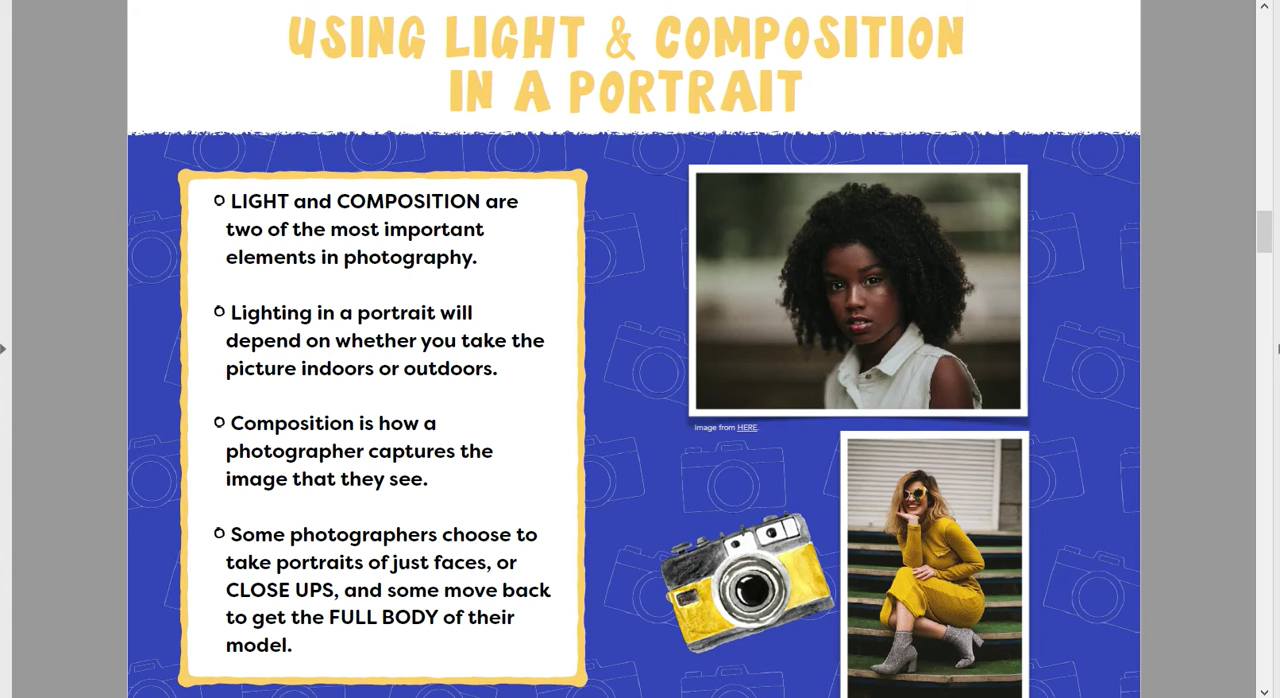 USING LIGHT & COMPOSITION
IN A PORTRAIT
LIGHT and COMPOSITION are
two of the most important
elements in photography.
Lighting in a portrait will
depend on whether you take the
picture indoors or outdoors.
Composition is how a
photographer captures the
image that they see.
Some photographers choose to
take portraits of just faces, or
CLOSE UPS, and some move back
to get the FULL BODY of their
model.
Image from HERE.